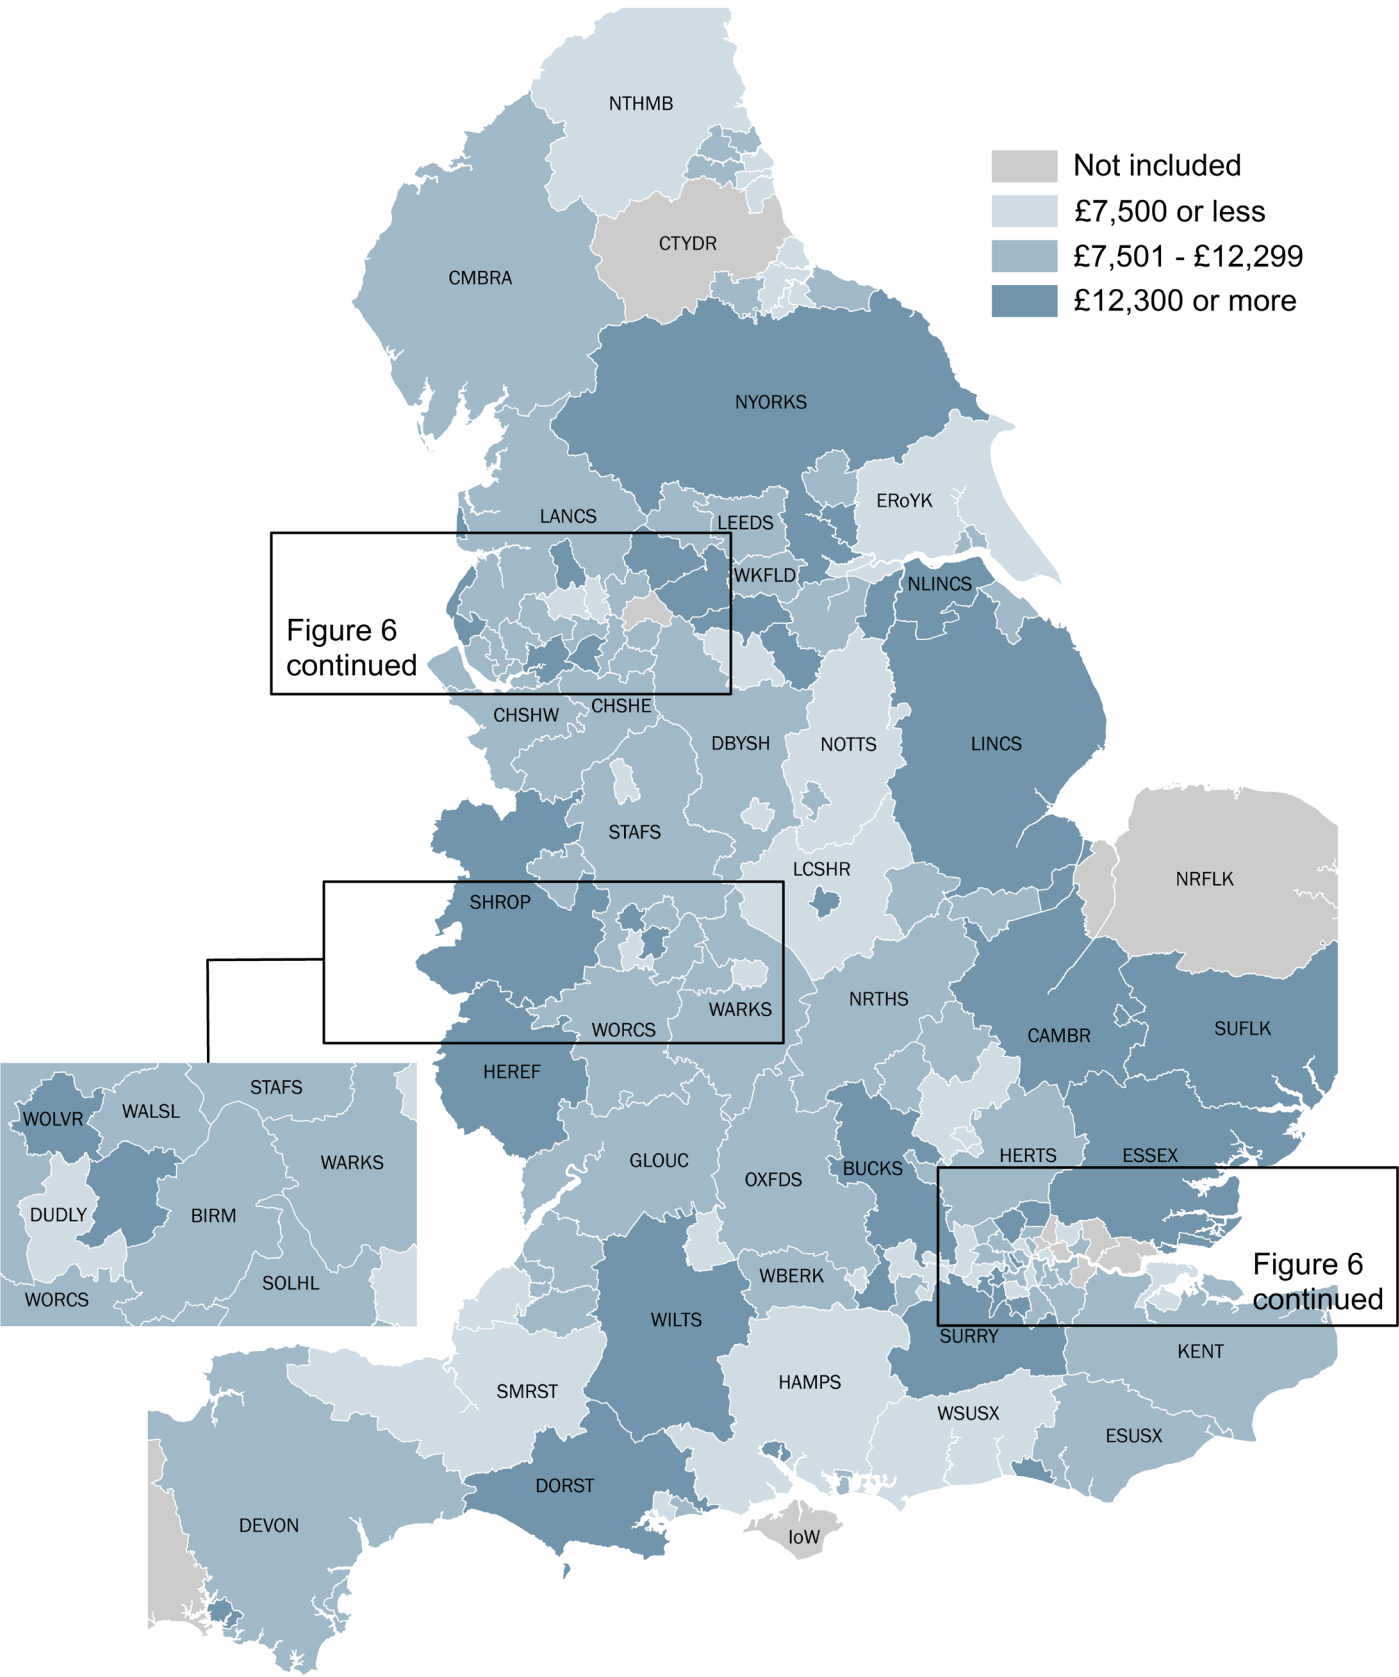 NTHMB
Not included
£7,500 or less
£7,501 - £12,299
£12,300 or more
CTYDR
CMBRA
NYORKS
ERoYK
LANCS
LEEDS
WKFLD
NLINCS
Figure 6
continued
CHSHW
CHSHE
DBYSH
NOTTS
LINCS
STAFS
LCSHR
NRFLK
SHROP
NRTHS
WARKS
WORCS
CAMBR
SUFLK
HEREF
STAFS
WOLVR
WALSL
WARKS
DUDLY
BIRM
SOLHL
WORCS
GLOUC
OXFDS
BUCKS
HERTS
ESSEX
Figure 6
continued
WBERK
WILTS
SURRY
KENT
HAMPS
SMRST
WSUSX
ESUSX
DORST
DEVON
IoW